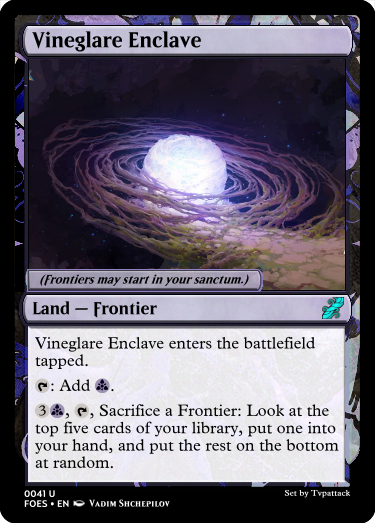 Vineglare Enclave
(Frontiers may start in your sanctum.)
Land — Frontier
Vineglare Enclave enters the battlefield
tapped.
: Add .
3, , Sacrifice a Frontier: Look at the
top five cards of your library, put one into
your hand, and put the rest on the bottom
at random.
0041 U
Set by Tvpattack
FOES • EN Vadim Shchepilov